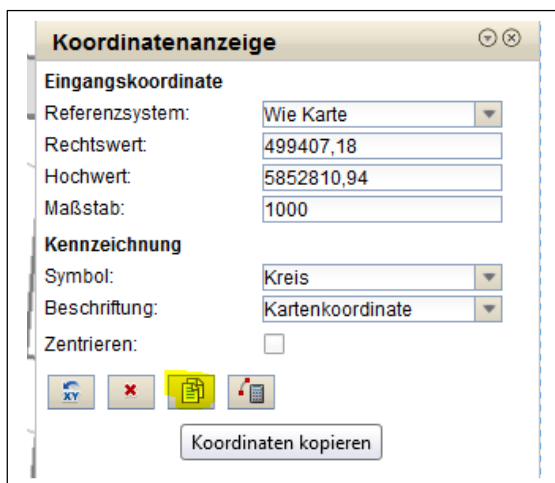 Koordinatenanzeige
Eingangskoordinate
Referenzsystem: Wie Karte
Rechtswert: 499407,18
Hochwert: 5852810,94
Maßstab: 1000
Kennzeichnung
Symbol: Kreis
Beschriftung: Kartenkoordinate
Zentrieren:
XY
Koordinaten kopieren